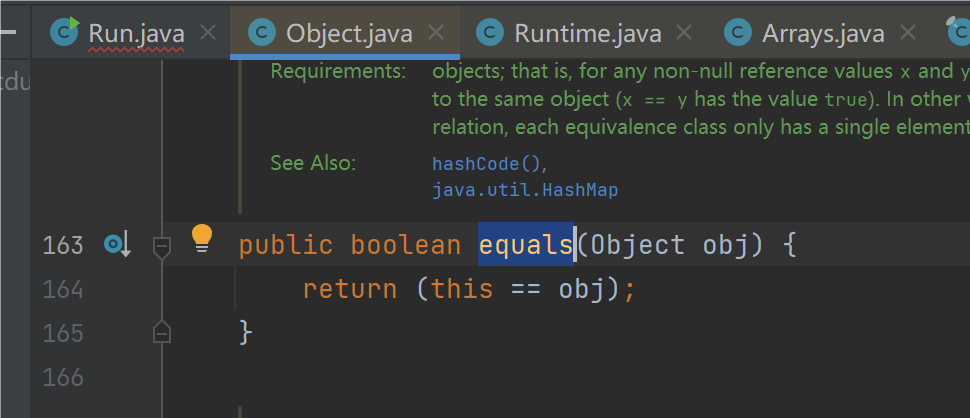 Run.java
Object.java
Runtime.java
Arrays.java
Requirements: objects; that is, for any non-null reference values x and y
to the same object (x == y has the value true). In other
relation, each equivalence class only has a single element
See Also: hashCode(),
java.util.HashMap
163 public boolean equals(Object obj) {
164 return (this == obj);
165 }
166